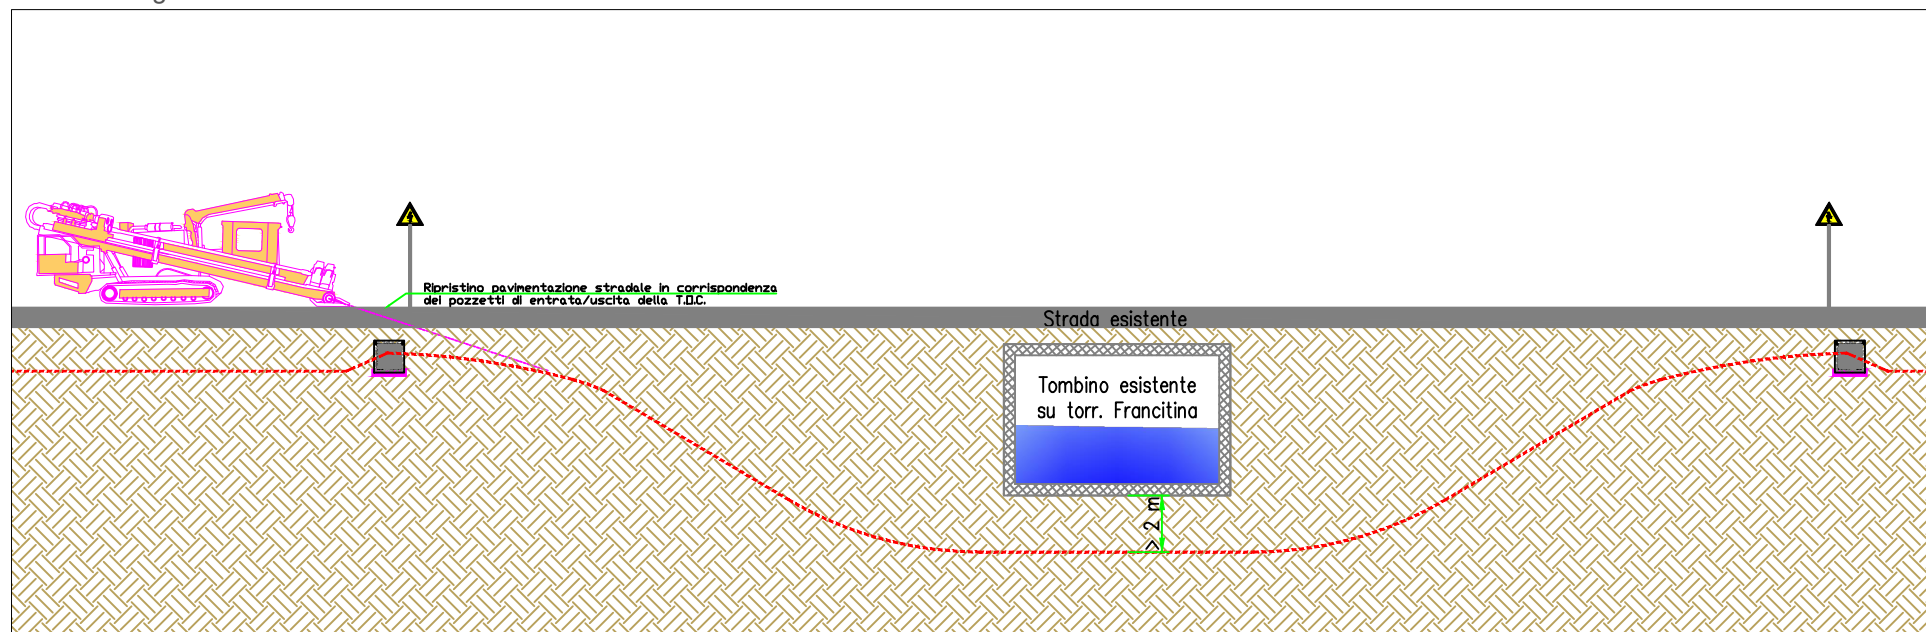 Ripristino pavimentazione stradale in corrispondenza
dei pozzetti di entrata/uscita della T.O.C.
Strada esistente
Tombino esistente
su torr. Francitina
>2 m